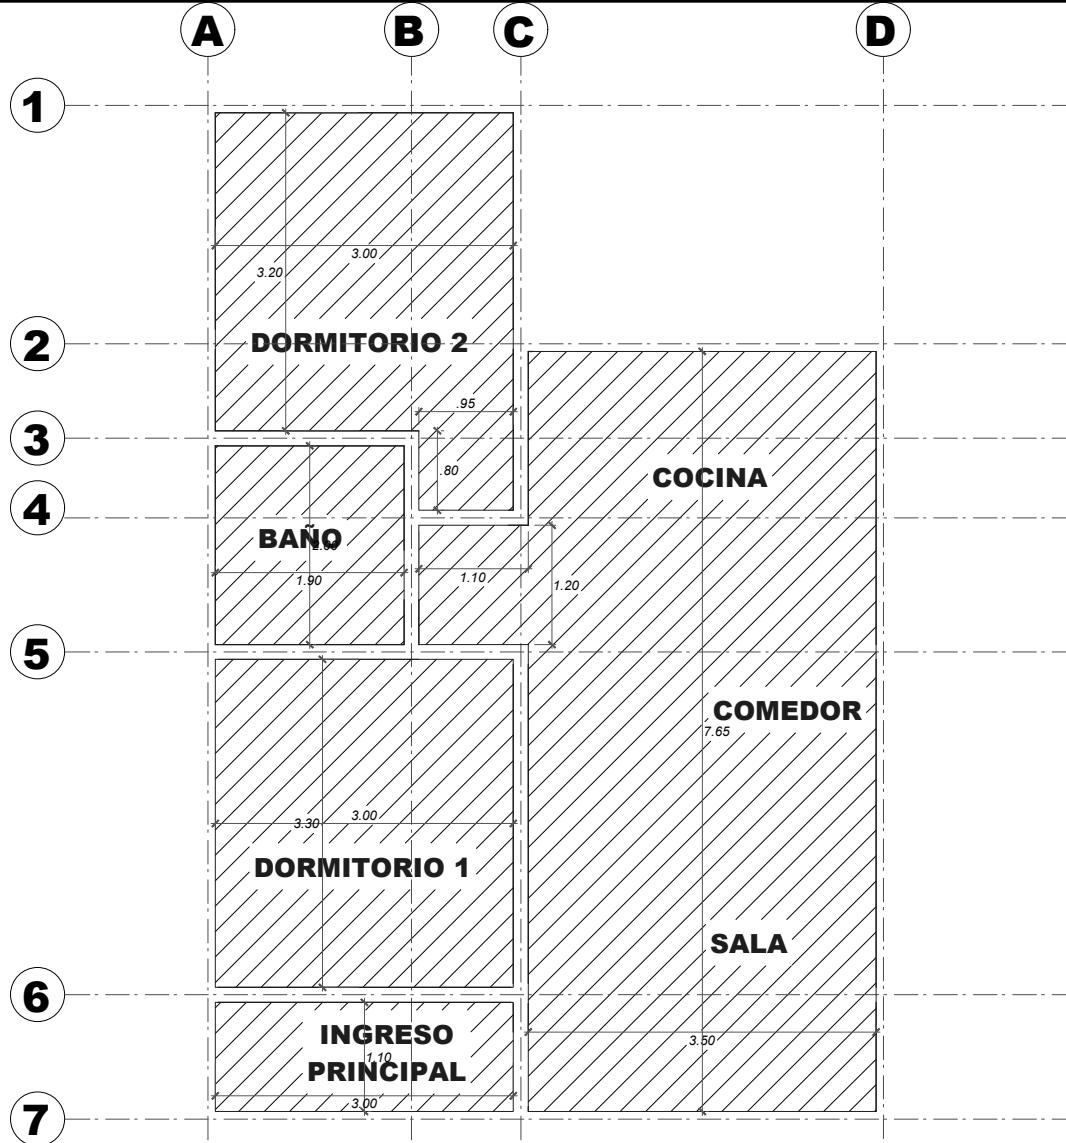 A B C D
1
3.00
3.20
2
DORMITORIO 2
.95
3
.80
COCINA
4
BAÑO
2.00
1.90
1.10
1.20
5
COMEDOR
7.65
3.00
3.30
DORMITORIO 1
SALA
6
INGRESO
PRINCIPAL
1.10
3.50
3.00
7